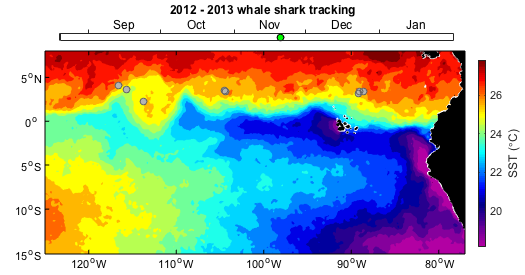 2012 - 2013 whale shark tracking
Sep Oct Nov Dec Jan
5°N
0°
5°S
10°S
15°S
120°W 110°W 100°W 90°W 80°W
26
24
22
20
SST (°C)